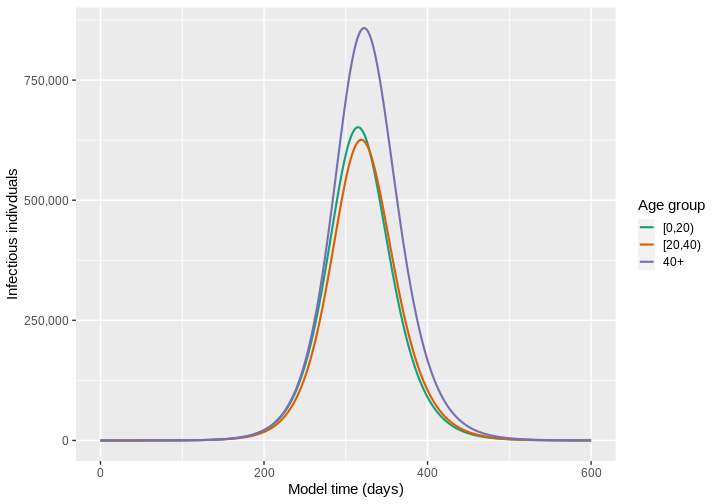 750,000
500,000
250,000
0
0 200 400 600
Model time (days)
Infectious indivduals
Age group
[0,20)
[20,40)
40+